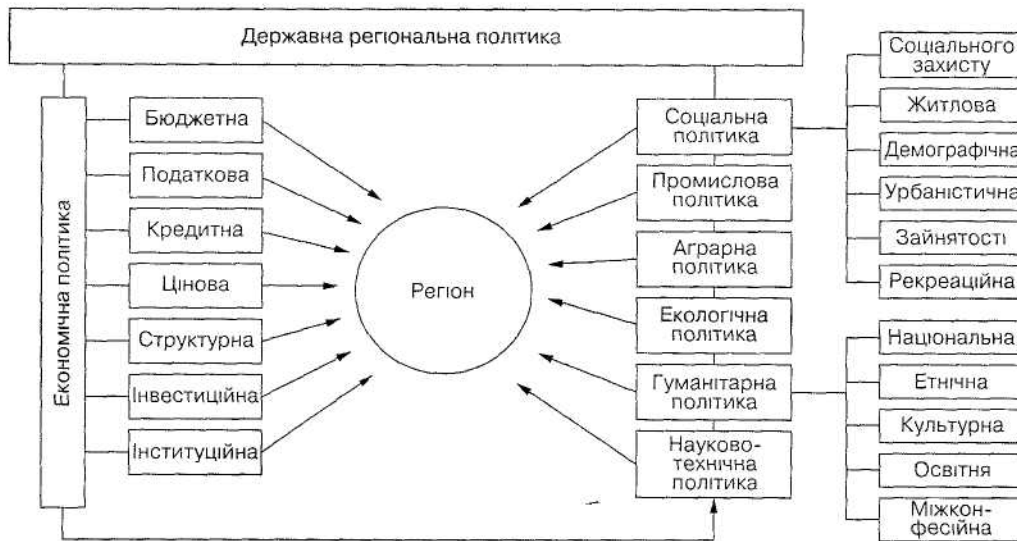 Державна регіональна політика
Економічна політика
Бюджетна
Податкова
Кредитна
Цінова
Структурна
Інвестиційна
Інституційна
Регіон
Соціальна
політика
Промислова
політика
Аграрна
політика
Екологічна
політика
Гуманітарна
політика
Науково-
технічна
політика
Соціального
захисту
Житлова
Демографічна
Урбаністична
Зайнятості
Рекреаційна
Національна
Етнічна
Культурна
Освітня
Міжкон-
фесійна